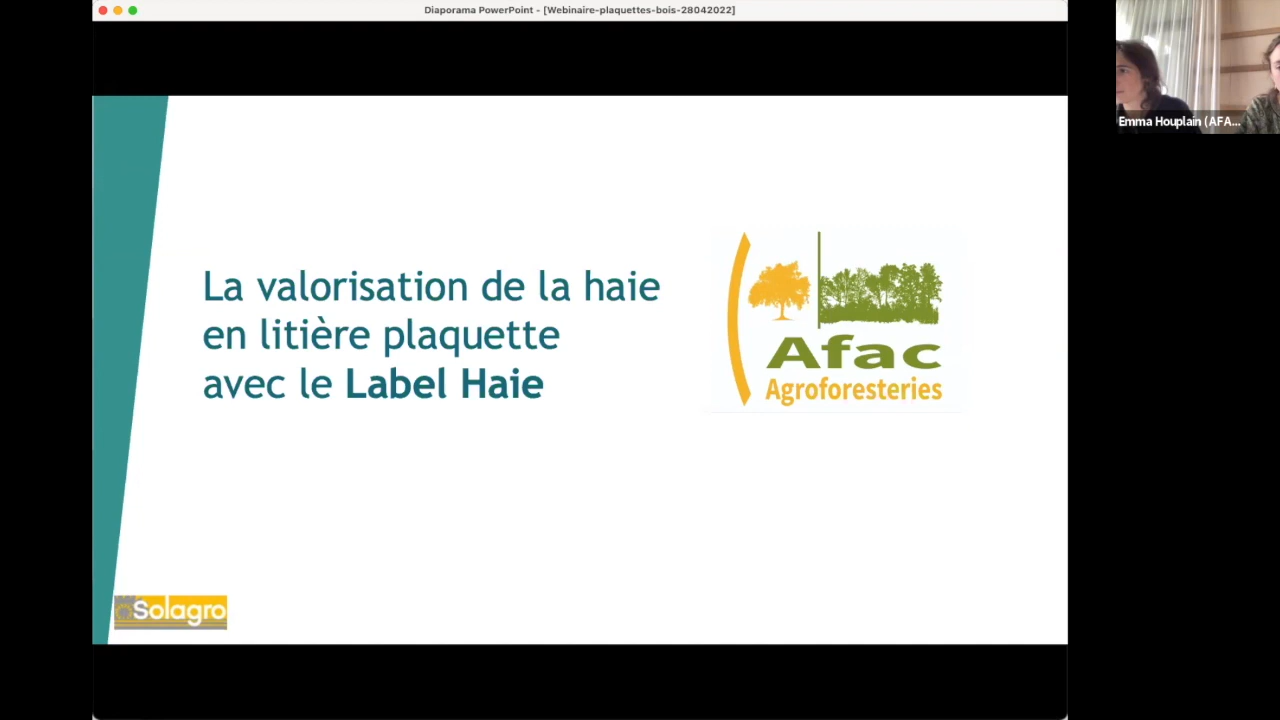 Diaporama PowerPoint - [Webinaire-plaquettes-bois-28042022]
Emma Houplain (AFA...
La valorisation de la haie
en litière plaquette
avec le Label Haie
Afac
Agroforesteries
Solagro